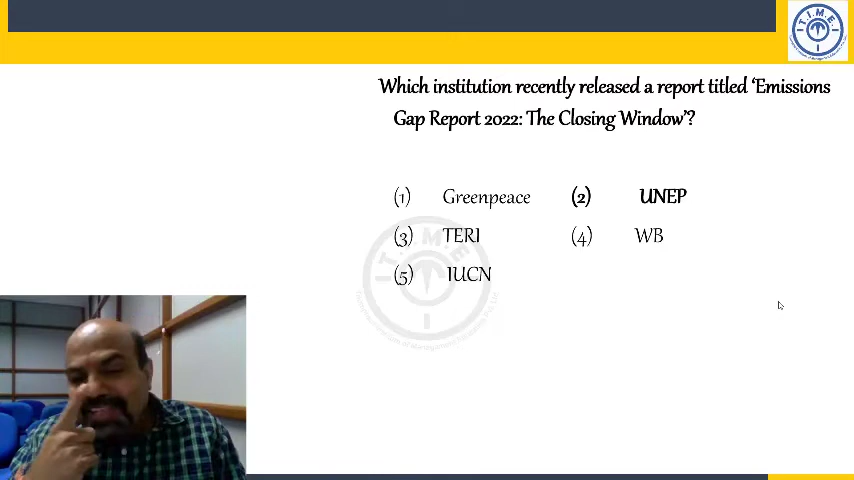 T.I.M.E.
Which institution recently released a report titled ‘Emissions
Gap Report 2022: The Closing Window’?
(1) Greenpeace (2) UNEP
(3) TERI (4) WB
(5) IUCN